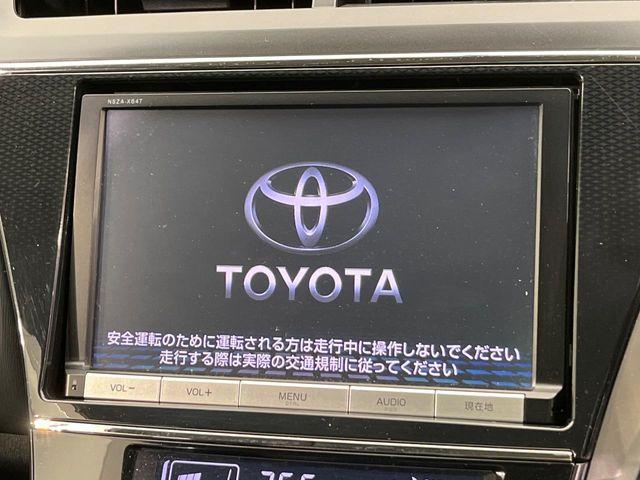 NSZA-X64T
TOYOTA
安全運転のために運転される方は走行中に操作しないでください
走行する際は実際の交通規制に従ってください
VOL− VOL+ MENU AUDIO 現在地